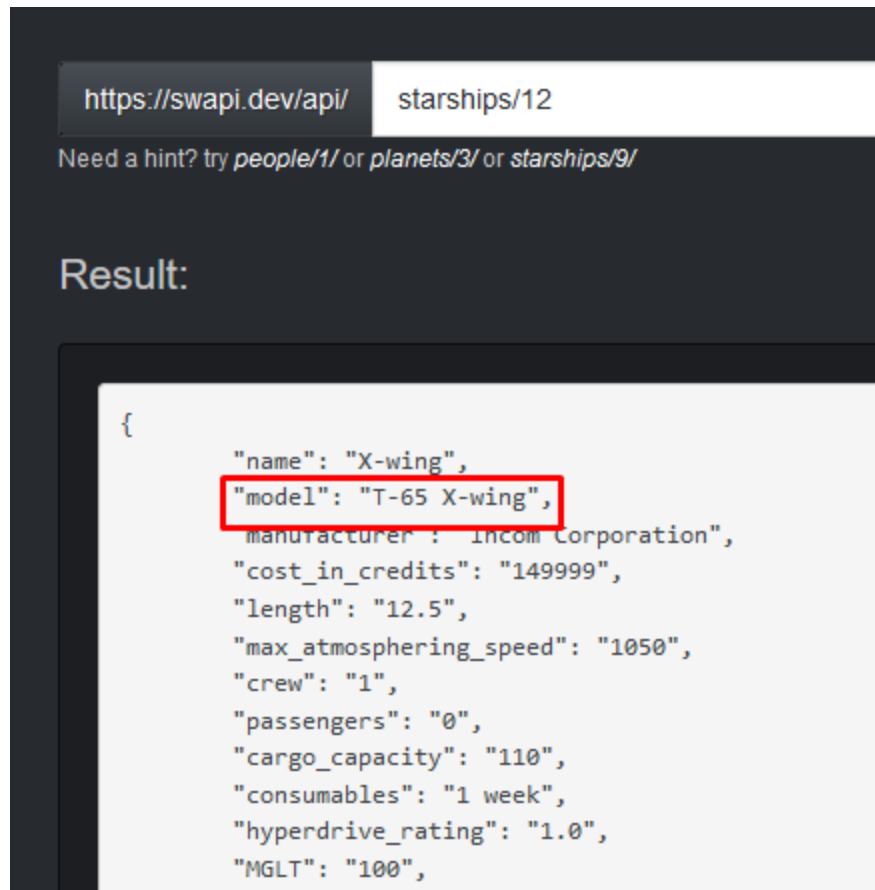 https://swapi.dev/api/ starships/12
Need a hint? try people/1/ or planets/3/ or starships/9/
Result:
{
"name": "X-wing",
"model": "T-65 X-wing",
"manufacturer": "Incom Corporation",
"cost_in_credits": "149999",
"length": "12.5",
"max_atmosphering_speed": "1050",
"crew": "1",
"passengers": "0",
"cargo_capacity": "110",
"consumables": "1 week",
"hyperdrive_rating": "1.0",
"MGLT": "100",